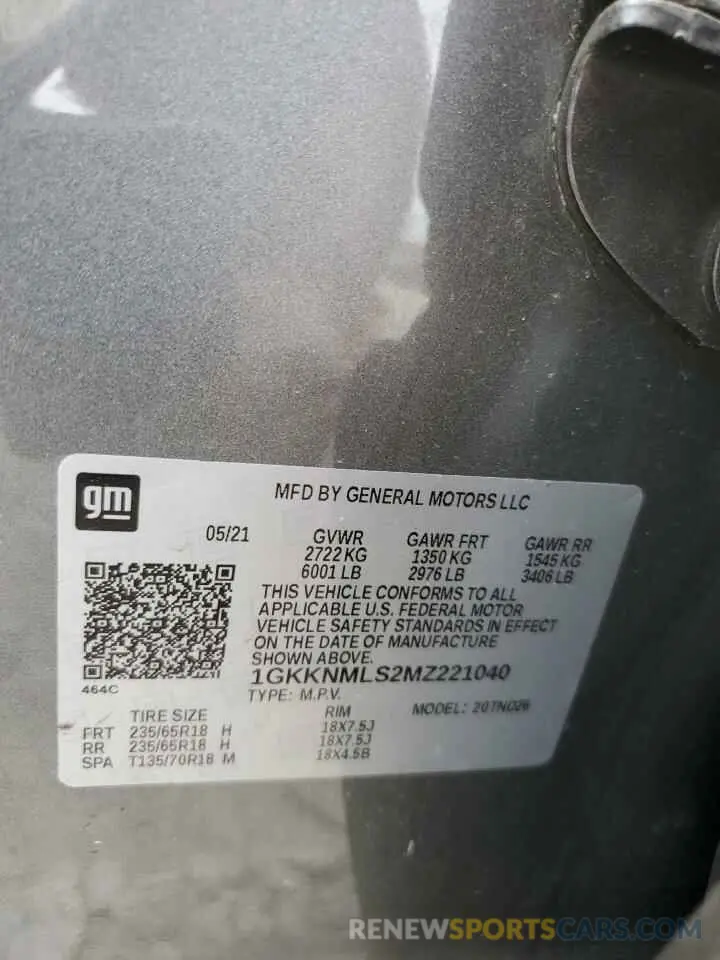 gm
MFD BY GENERAL MOTORS LLC
05/21 GVWR GAWR FRT GAWR RR
2722 KG 1350 KG 1545 KG
6001 LB 2976 LB 3406 LB
THIS VEHICLE CONFORMS TO ALL
APPLICABLE U.S. FEDERAL MOTOR
VEHICLE SAFETY STANDARDS IN EFFECT
ON THE DATE OF MANUFACTURE
SHOWN ABOVE.
1GKKNMLS2MZ221040
464C
TYPE: M.P.V. MODEL: 20TNO26
TIRE SIZE RIM
FRT 235/65R18 H 18X7.5J
RR 235/65R18 H 18X7.5J
SPA T135/70R18 M 18X4.5B
RENEWSPORTSCARS.COM